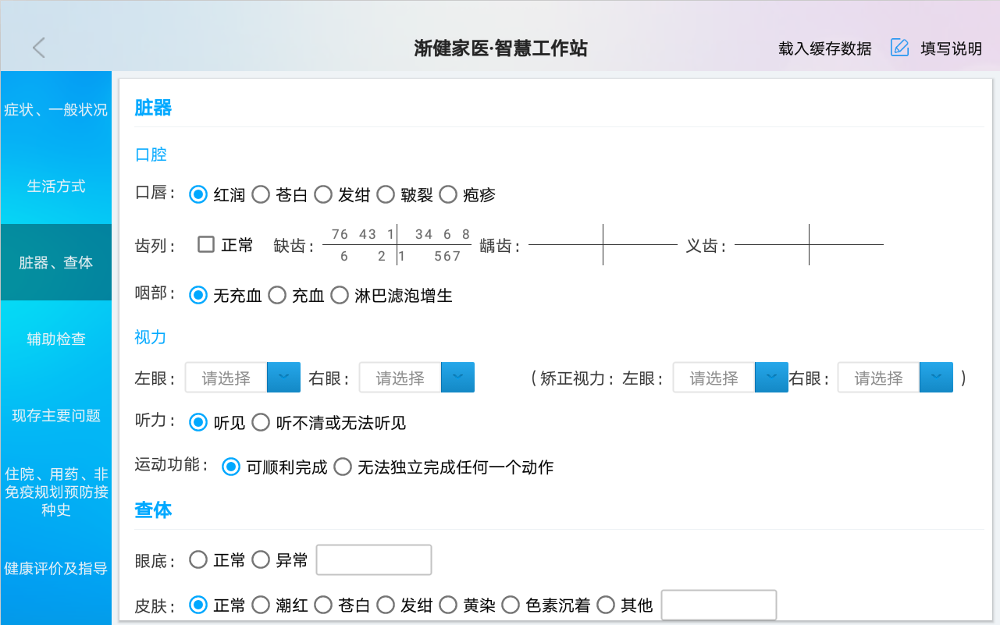 渐健家医·智慧工作站
载入缓存数据 填写说明
症状、一般状况
生活方式
脏器、查体
辅助检查
现存主要问题
住院、用药、非
免疫规划预防接
种史
健康评价及指导
脏器
口腔
口唇: 红润 苍白 发绀 皲裂 疱疹
齿列: 正常 缺齿: 76 43 1 34 6 8 龋齿: 义齿:
6 2 1 567
咽部: 无充血 充血 淋巴滤泡增生
视力
左眼: 请选择 右眼: 请选择 (矫正视力: 左眼: 请选择 右眼: 请选择 )
听力: 听见 听不清或无法听见
运动功能: 可顺利完成 无法独立完成任何一个动作
查体
眼底: 正常 异常
皮肤: 正常 潮红 苍白 发绀 黄染 色素沉着 其他